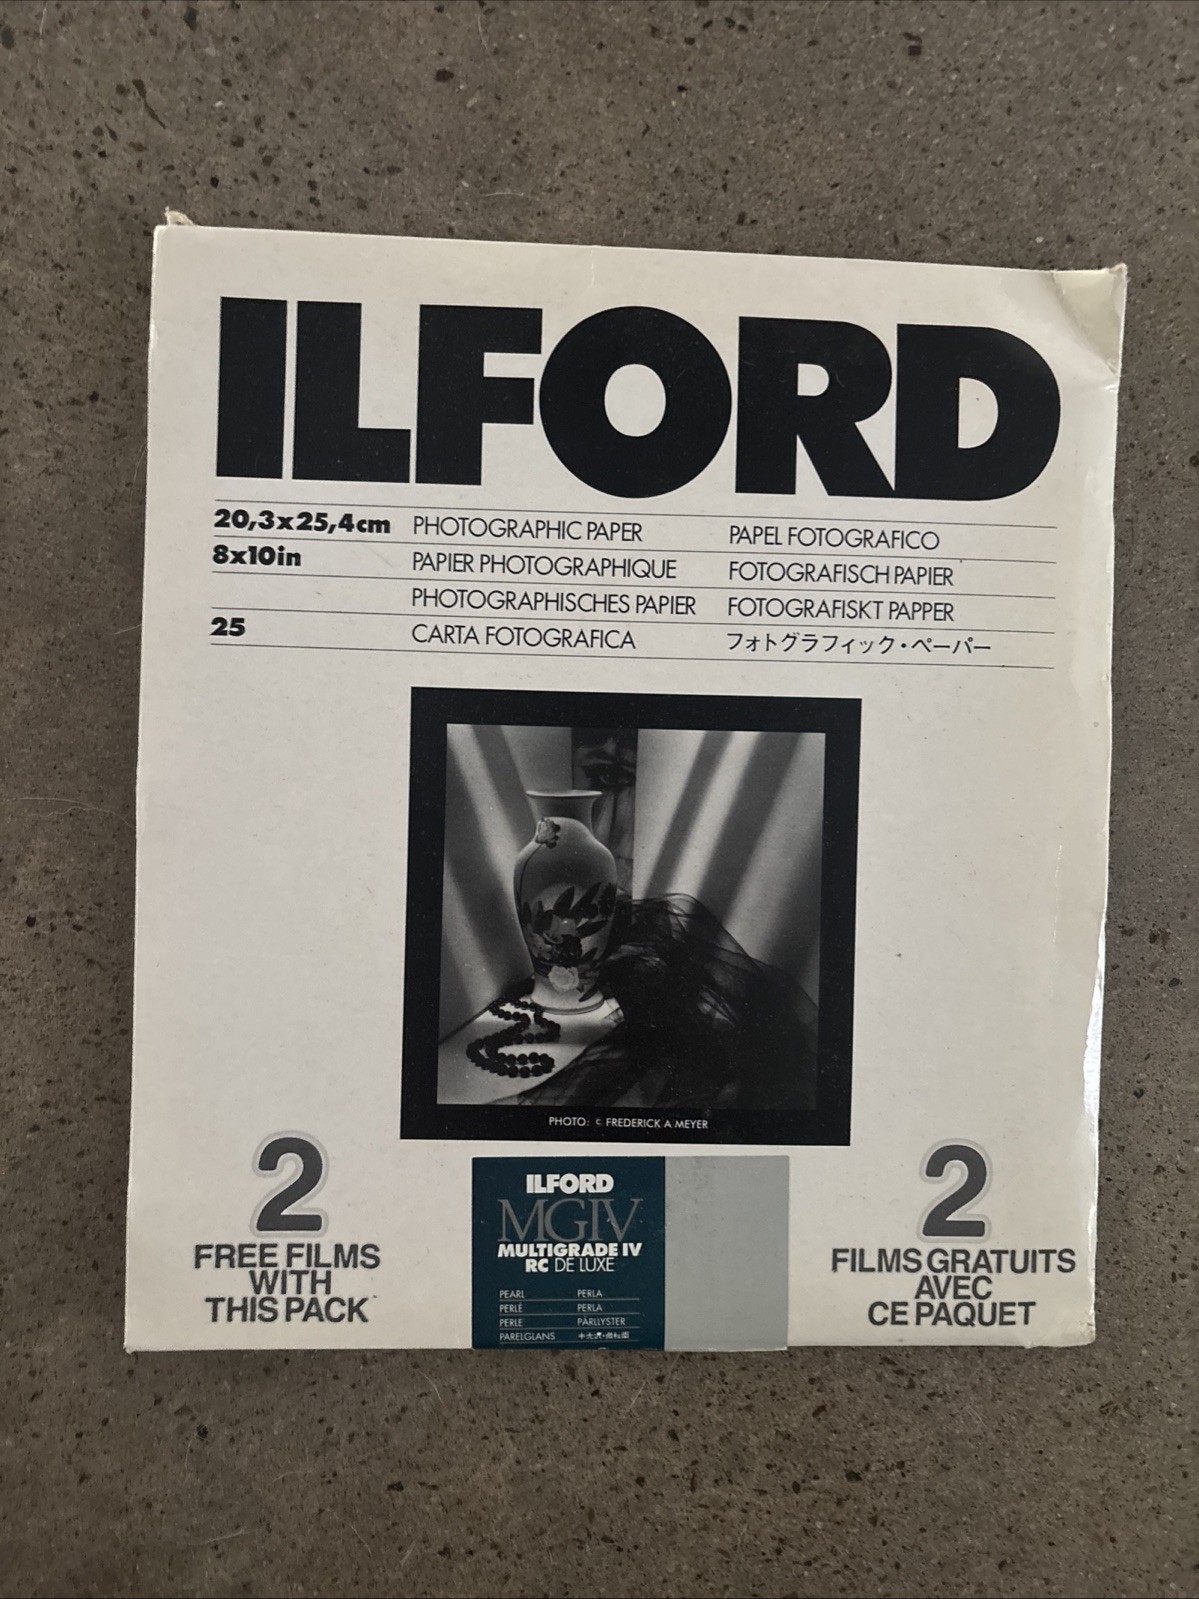 ILFORD
20,3x25,4cm PHOTOGRAPHIC PAPER PAPEL FOTOGRAFICO
8x10in PAPIER PHOTOGRAPHIQUE FOTOGRAFISCH PAPIER
PHOTOGRAPHISCHES PAPIER FOTOGRAFISKT PAPPER
25 CARTA FOTOGRAFICA フォトグラフィック・ペーパー
PHOTO: © FREDERICK A MEYER
2
FREE FILMS
WITH
THIS PACK
ILFORD
MGIV
MULTIGRADE IV
RC DE LUXE
PEARL PERLA
PERLÉ PERLA
PERLE PÄRLLYSTER
PARELGLANS
2
FILMS GRATUITS
AVEC
CE PAQUET